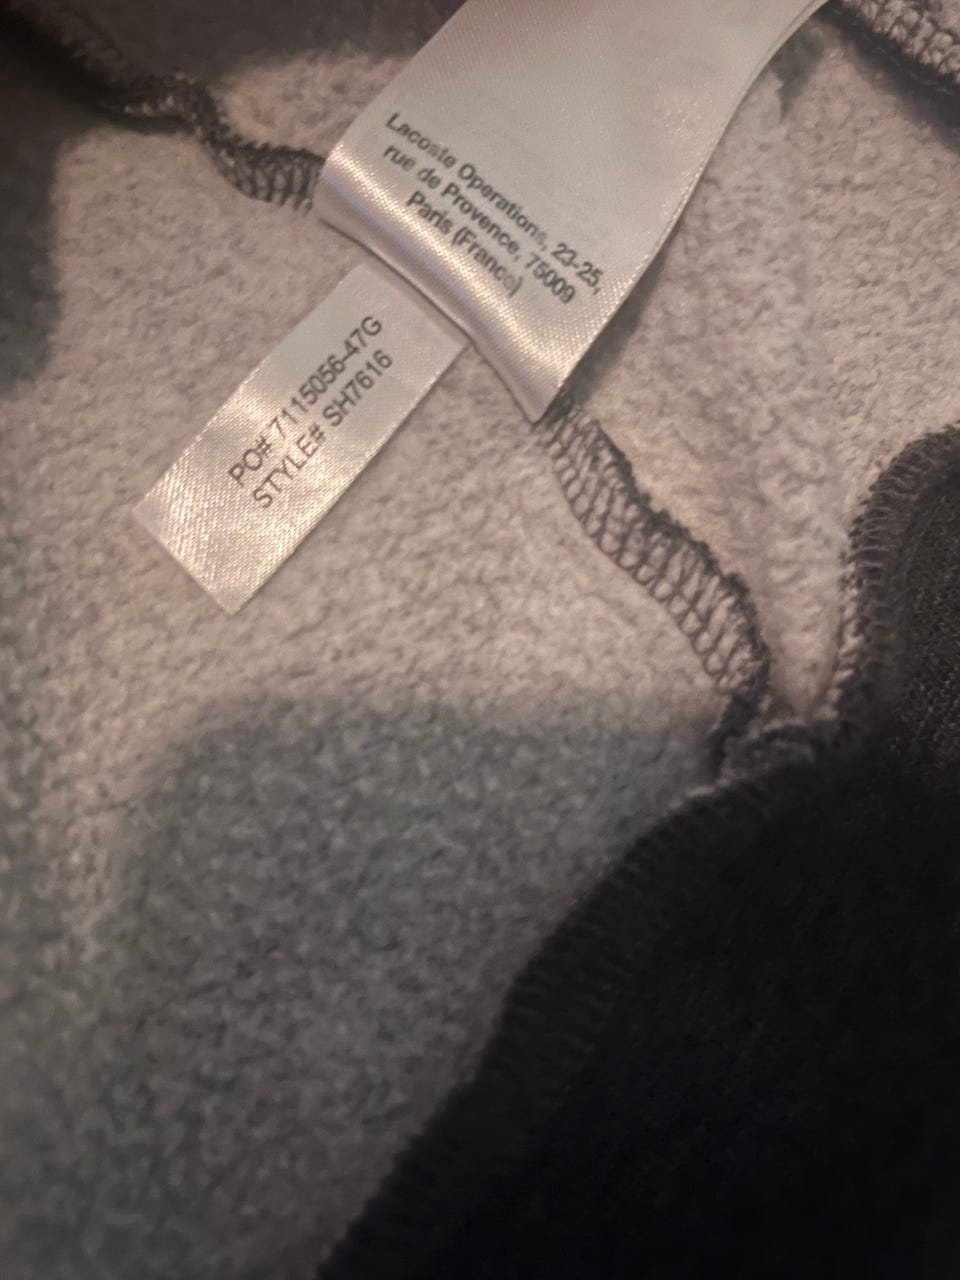 Lacoste Operations, 23-25,
rue de Provence, 75009
Paris (France)
PO# 7115056-47G
STYLE# SH7616